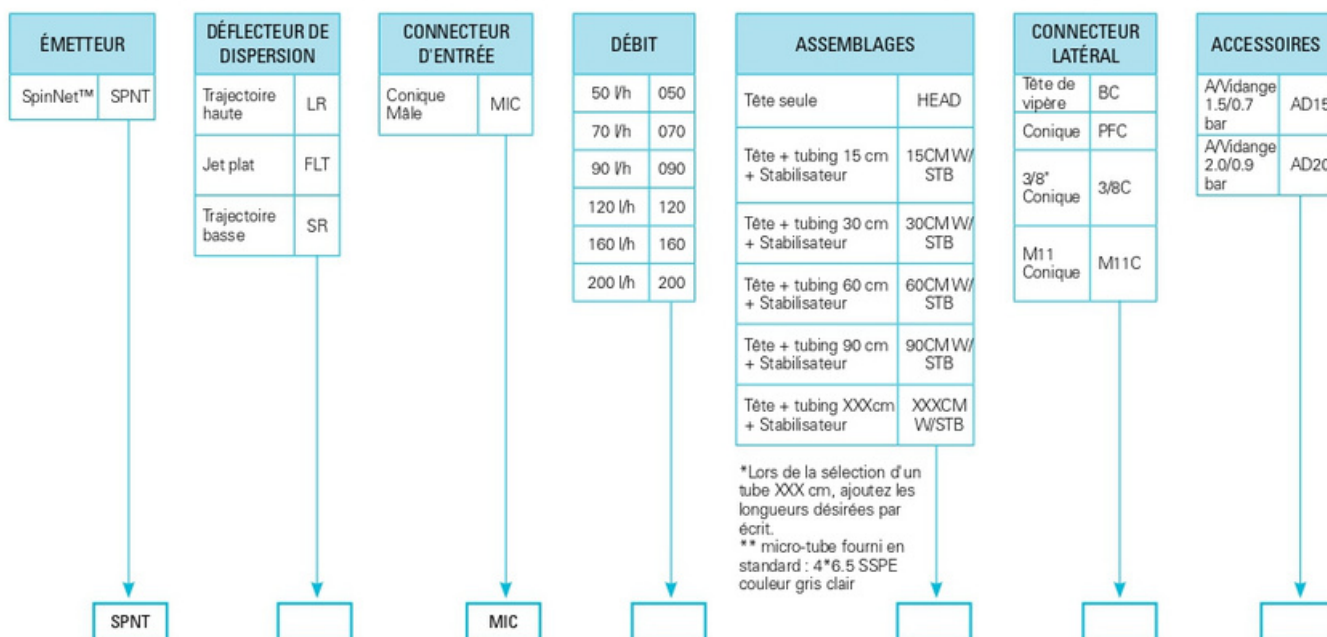 ÉMETTEUR
SpinNet™ SPNT
DÉFLECTEUR DE
DISPERSION
Trajectoire
haute
LR
Jet plat FLT
Trajectoire
basse
SR
CONNECTEUR
D'ENTRÉE
Conique
Mâle
MIC
DÉBIT
50 l/h 050
70 l/h 070
90 l/h 090
120 l/h 120
160 l/h 160
200 l/h 200
ASSEMBLAGES
Tête seule HEAD
Tête + tubing 15 cm
+ Stabilisateur
15CM W/
STB
Tête + tubing 30 cm
+ Stabilisateur
30CM W/
STB
Tête + tubing 60 cm
+ Stabilisateur
60CM W/
STB
Tête + tubing 90 cm
+ Stabilisateur
90CM W/
STB
Tête + tubing XXXcm
+ Stabilisateur
XXXCM
W/STB
*Lors de la sélection d'un
tube XXX cm, ajoutez les
longueurs désirées par
écrit.
** micro-tube fourni en
standard : 4*6.5 SSPE
couleur gris clair
CONNECTEUR
LATÉRAL
Tête de
vipère
BC
Conique PFC
3/8"
Conique
3/8C
M11
Conique
M11C
ACCESSOIRES
A/Vidange
1.5/0.7
bar
AD15
A/Vidange
2.0/0.9
bar
AD20
SPNT
MIC